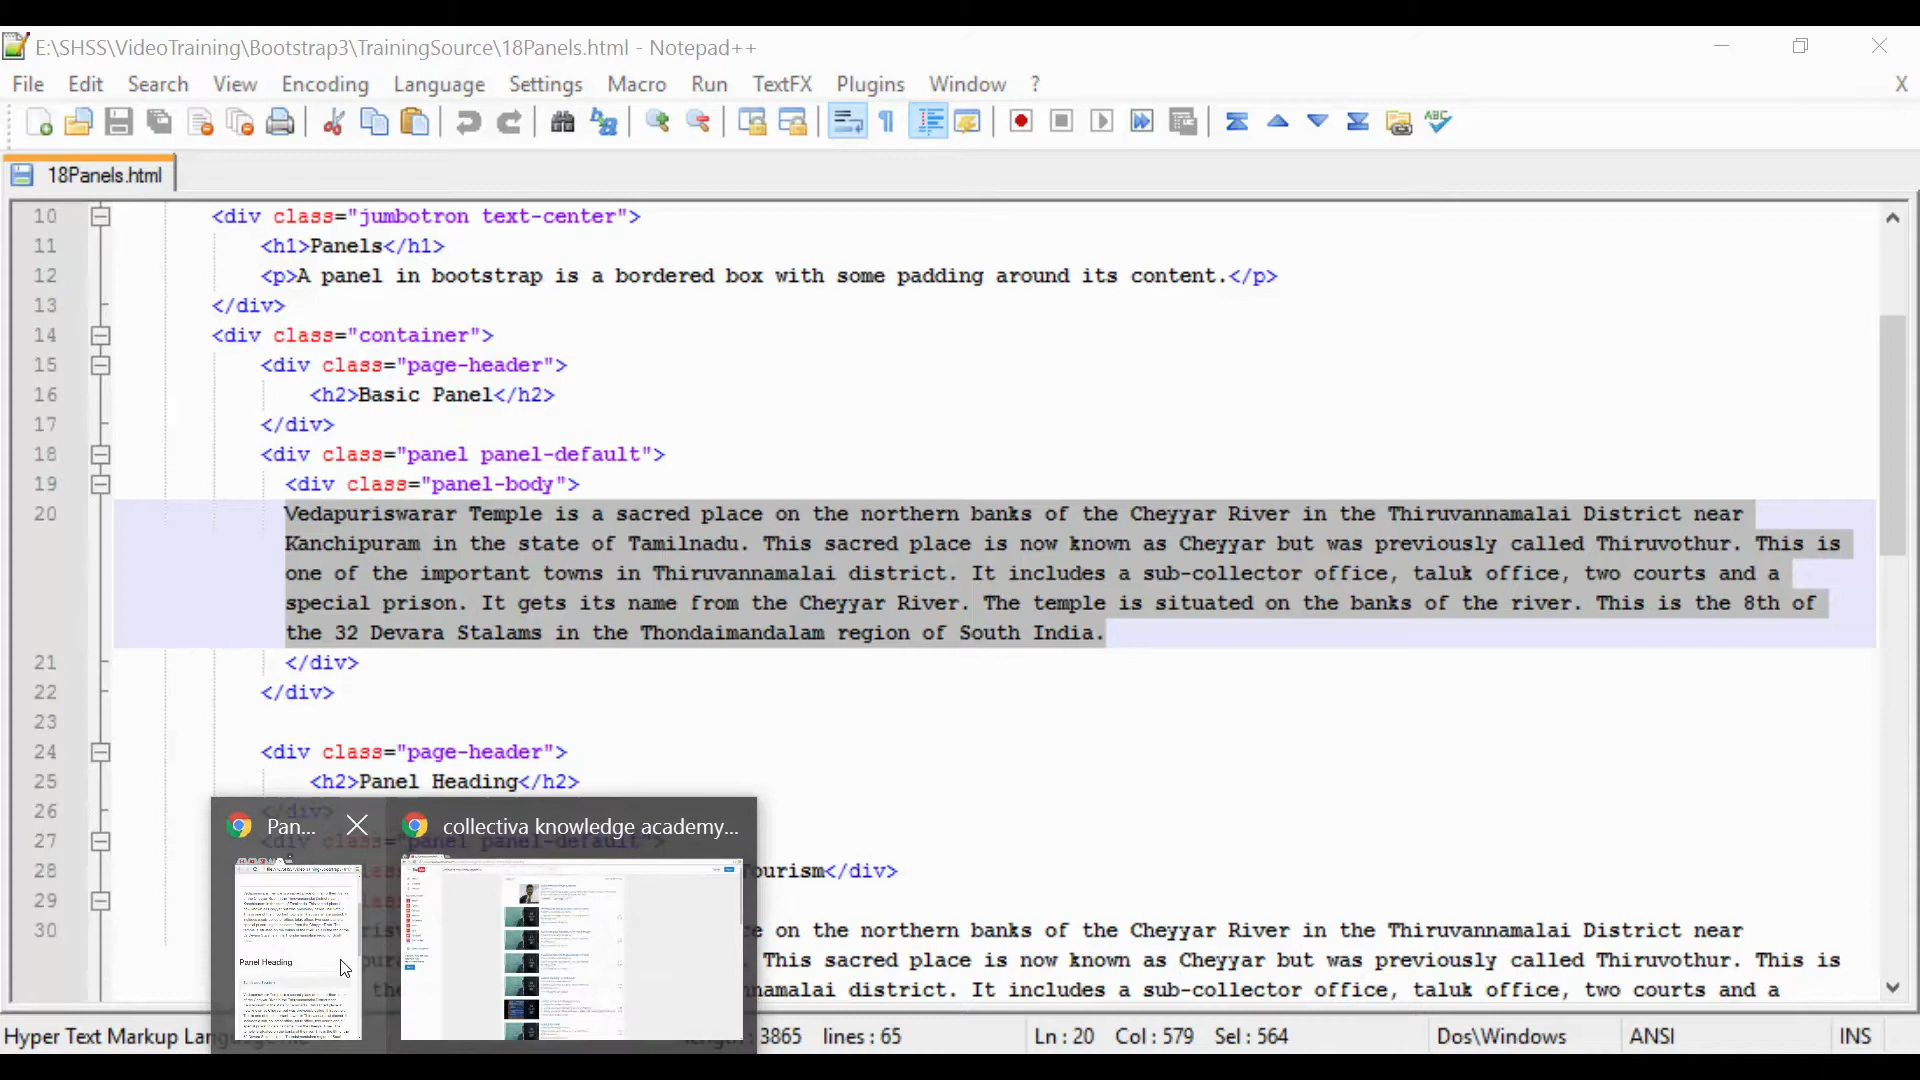 E:\SHSS\VideoTraining\Bootstrap3\TrainingSource\18Panels.html - Notepad++
File Edit Search View Encoding Language Settings Macro Run TextFX Plugins Window ? X
18Panels.html
10 <div class="jumbotron text-center">
11 <h1>Panels</h1>
12 <p>A panel in bootstrap is a bordered box with some padding around its content.</p>
13 </div>
14 <div class="container">
15 <div class="page-header">
16 <h2>Basic Panel</h2>
17 </div>
18 <div class="panel panel-default">
19 <div class="panel-body">
20 Vedapuriswarar Temple is a sacred place on the northern banks of the Cheyyar River in the Thiruvannamalai District near
Kanchipuram in the state of Tamilnadu. This sacred place is now known as Cheyyar but was previously called Thiruvothur. This is
one of the important towns in Thiruvannamalai district. It includes a sub-collector office, taluk office, two courts and a
special prison. It gets its name from the Cheyyar River. The temple is situated on the banks of the river. This is the 8th of
the 32 Devara Stalams in the Thondaimandalam region of South India.
21 </div>
22 </div>
23
24 <div class="page-header">
25 <h2>Panel Heading</h2>
26 </div>
27 <div class="panel panel-default">
28 Tourism</div>
29
30 e on the northern banks of the Cheyyar River in the Thiruvannamalai District near
This sacred place is now known as Cheyyar but was previously called Thiruvothur. This is
namalai district. It includes a sub-collector office, taluk office, two courts and a
Pan... collectiva knowledge academy...
Panel Heading
Hyper Text Markup Lang 3865 lines : 65 Ln : 20 Col : 579 Sel : 564 Dos\Windows ANSI INS